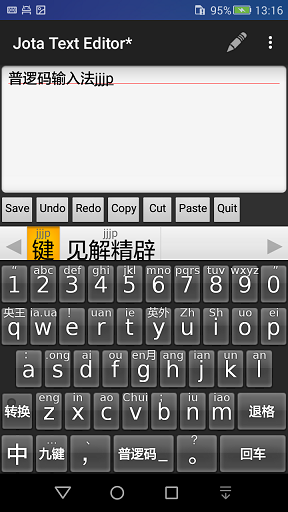 95% 13:16
Jota Text Editor*
普逻码输入法jjjp
Save Undo Redo Copy Cut Paste Quit
jjjp jjjp
键 见解精辟
" abc def ghi jkl mno pqrs tuv wxyz "
1 2 3 4 5 6 7 8 9 0
央王 ia.ua ! uan ie 英外 Zh Sh uo ei
q w e r t y u i o p
: ong ai ou en月 ang ian un an
a s d f g h j k l
eng in ao Chui ; iu iao
转换 z x c v b n m 退格
… 、 。 ?
中 九键 , 普逻码_ . 回车